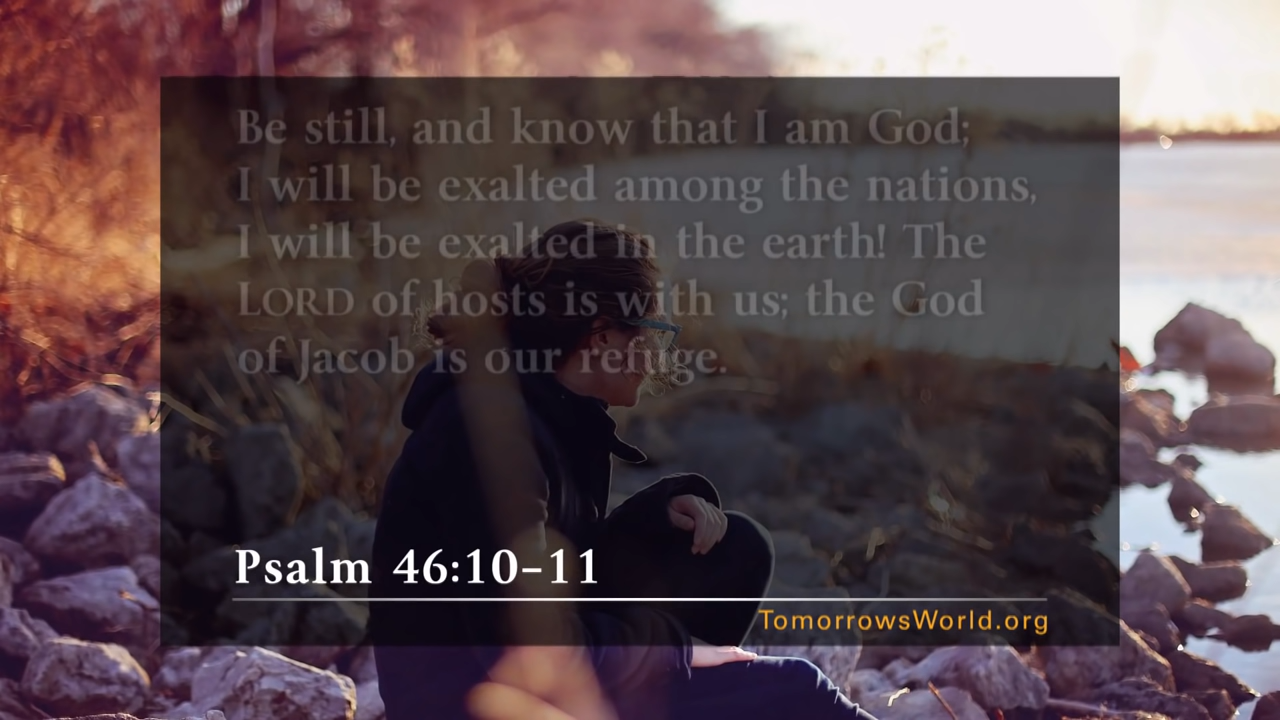 Be still, and know that I am God;
I will be exalted among the nations,
I will be exalted in the earth! The
LORD of hosts is with us; the God
of Jacob is our refuge.
Psalm 46:10–11
TomorrowsWorld.org